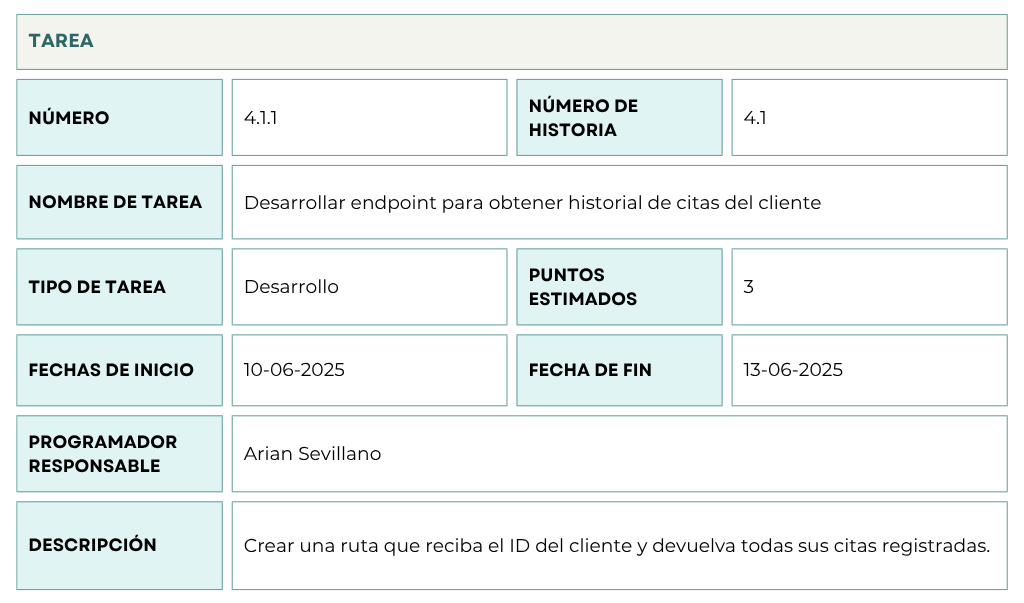 TAREA
NÚMERO
4.1.1
NÚMERO DE
HISTORIA
4.1
NOMBRE DE TAREA
Desarrollar endpoint para obtener historial de citas del cliente
TIPO DE TAREA
Desarrollo
PUNTOS
ESTIMADOS
3
FECHAS DE INICIO
10-06-2025
FECHA DE FIN
13-06-2025
PROGRAMADOR
RESPONSABLE
Arian Sevillano
DESCRIPCIÓN
Crear una ruta que reciba el ID del cliente y devuelva todas sus citas registradas.